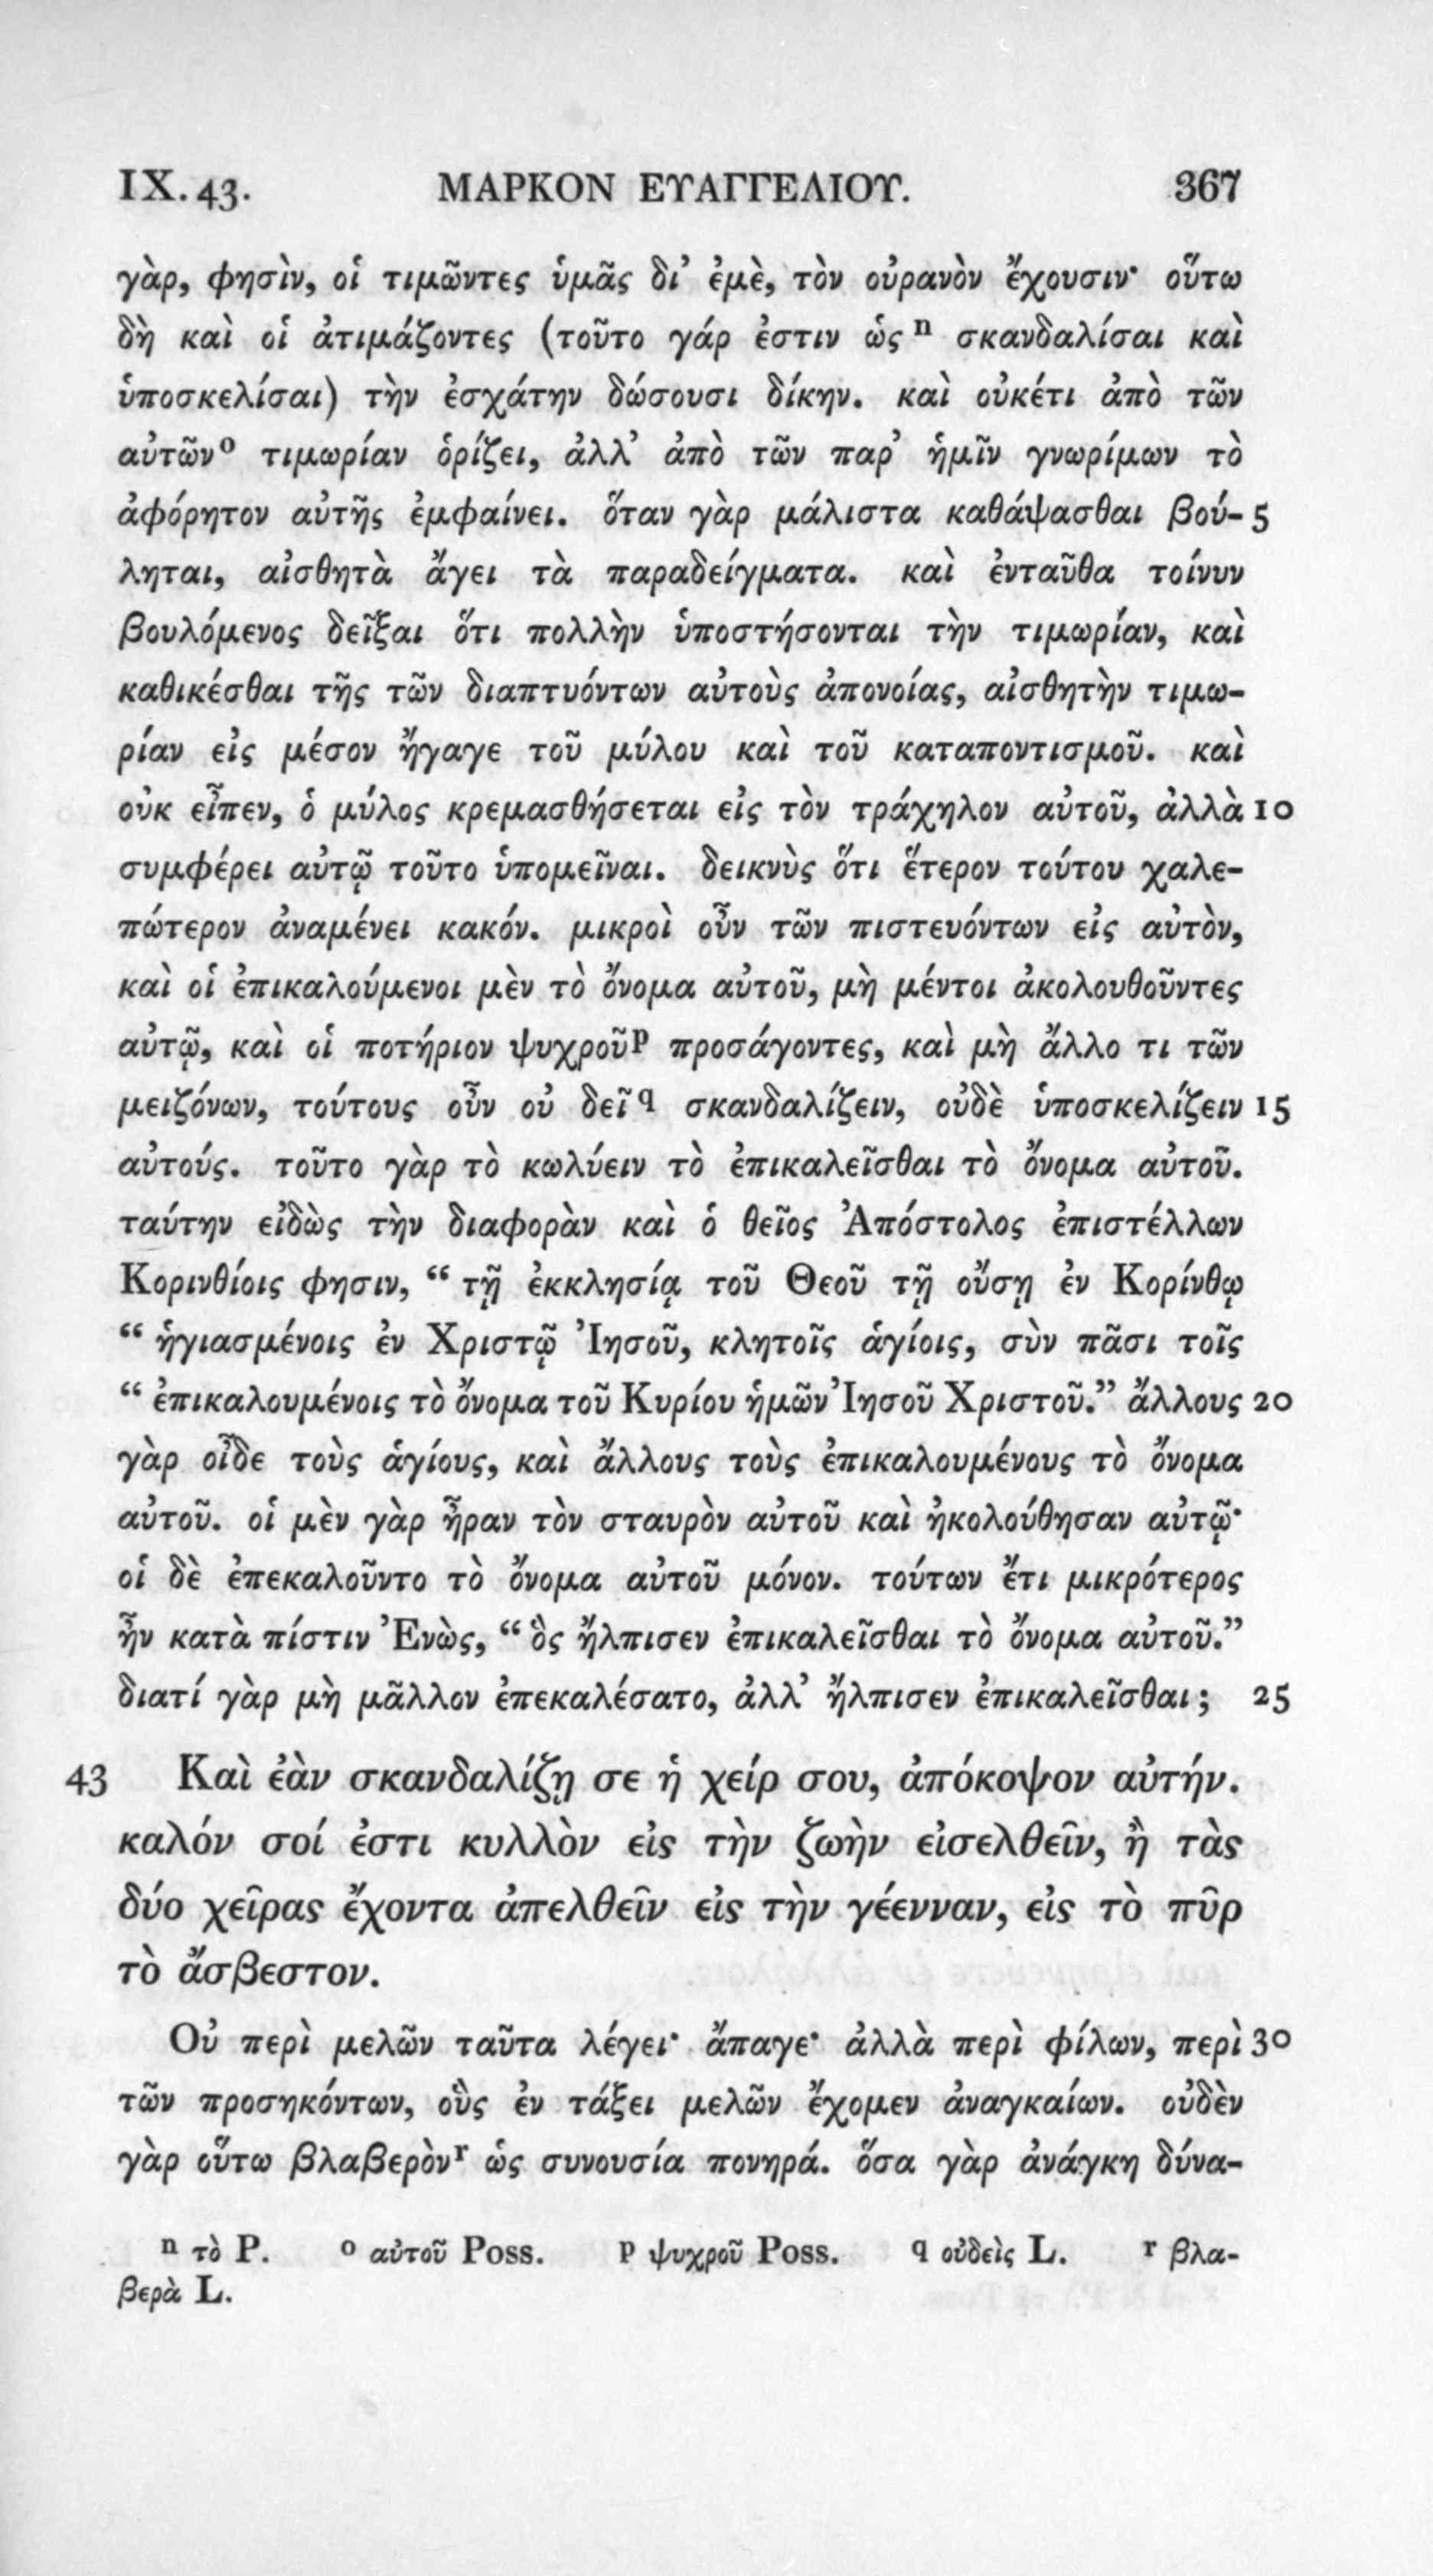 IX. 43. ΜΑΡΚΟΝ ΕΥΑΓΓΕΛΙΟΥ. 367
γὰρ, φησὶν, οἱ τιμῶντες ὑμᾶς δι’ ἐμὲ, τὸν οὐρανὸν ἔχουσιν· οὕτω
δὴ καὶ οἱ ἀτιμάζοντες (τοῦτο γάρ ἐστιν ὡς n σκανδαλίσαι καὶ
ὑποσκελίσαι) τὴν ἐσχάτην δώσουσι δίκην. καὶ οὐκέτι ἀπὸ τῶν
αὐτῶν o τιμωρίαν ὁρίζει, ἀλλ’ ἀπὸ τῶν παρ’ ἡμῖν γνωρίμων τὸ
ἀφόρητον αὐτῆς ἐμφαίνει. ὅταν γὰρ μάλιστα καθάψασθαι βού- 5
ληται, αἰσθητὰ ἄγει τὰ παραδείγματα. καὶ ἐνταῦθα τοίνυν
βουλόμενος δεῖξαι ὅτι πολλὴν ὑποστήσονται τὴν τιμωρίαν, καὶ
καθικέσθαι τῆς τῶν διαπτυόντων αὐτοὺς ἀπονοίας, αἰσθητὴν τιμω-
ρίαν εἰς μέσον ἤγαγε τοῦ μύλου καὶ τοῦ καταποντισμοῦ. καὶ
οὐκ εἶπεν, ὁ μύλος κρεμασθήσεται εἰς τὸν τράχηλον αὐτοῦ, ἀλλὰ 10
συμφέρει αὐτῷ τοῦτο ὑπομεῖναι. δεικνὺς ὅτι ἕτερον τούτου χαλε-
πώτερον ἀναμένει κακόν. μικροὶ οὖν τῶν πιστευόντων εἰς αὐτὸν,
καὶ οἱ ἐπικαλούμενοι μὲν τὸ ὄνομα αὐτοῦ, μὴ μέντοι ἀκολουθοῦντες
αὐτῷ, καὶ οἱ ποτήριον ψυχροῦ p προσάγοντες, καὶ μὴ ἄλλο τι τῶν
μειζόνων, τούτους οὖν οὐ δεῖ q σκανδαλίζειν, οὐδὲ ὑποσκελίζειν 15
αὐτούς. τοῦτο γὰρ τὸ κωλύειν τὸ ἐπικαλεῖσθαι τὸ ὄνομα αὐτοῦ.
ταύτην εἰδὼς τὴν διαφορὰν καὶ ὁ θεῖος Ἀπόστολος ἐπιστέλλων
Κορινθίοις φησιν, “ τῇ ἐκκλησίᾳ τοῦ Θεοῦ τῇ οὔσῃ ἐν Κορίνθῳ
“ ἡγιασμένοις ἐν Χριστῷ Ἰησοῦ, κλητοῖς ἁγίοις, σὺν πᾶσι τοῖς
“ ἐπικαλουμένοις τὸ ὄνομα τοῦ Κυρίου ἡμῶν Ἰησοῦ Χριστοῦ.” ἄλλους 20
γὰρ οἶδε τοὺς ἁγίους, καὶ ἄλλους τοὺς ἐπικαλουμένους τὸ ὄνομα
αὐτοῦ. οἱ μὲν γὰρ ἦραν τὸν σταυρὸν αὐτοῦ καὶ ἠκολούθησαν αὐτῷ·
οἱ δὲ ἐπεκαλοῦντο τὸ ὄνομα αὐτοῦ μόνον. τούτων ἔτι μικρότερος
ἦν κατὰ πίστιν Ἐνὼς, “ ὃς ἤλπισεν ἐπικαλεῖσθαι τὸ ὄνομα αὐτοῦ.”
διατί γὰρ μὴ μᾶλλον ἐπεκαλέσατο, ἀλλ’ ἤλπισεν ἐπικαλεῖσθαι; 25
43 Καὶ ἐὰν σκανδαλίζῃ σε ἡ χείρ σου, ἀπόκοψον αὐτήν.
καλόν σοί ἐστι κυλλὸν εἰς τὴν ζωὴν εἰσελθεῖν, ἢ τὰς
δύο χεῖρας ἔχοντα ἀπελθεῖν εἰς τὴν γέενναν, εἰς τὸ πῦρ
τὸ ἄσβεστον.
Οὐ περὶ μελῶν ταῦτα λέγει· ἄπαγε· ἀλλὰ περὶ φίλων, περὶ 30
τῶν προσηκόντων, οὓς ἐν τάξει μελῶν ἔχομεν ἀναγκαίων. οὐδὲν
γὰρ οὕτω βλαβερὸν r ὡς συνουσία πονηρά. ὅσα γὰρ ἀνάγκη δύνα-
n τὸ P. o αὐτοῦ Poss. p ψυχροῦ Poss. q οὐδεὶς L. r βλα-
βερὰ L.